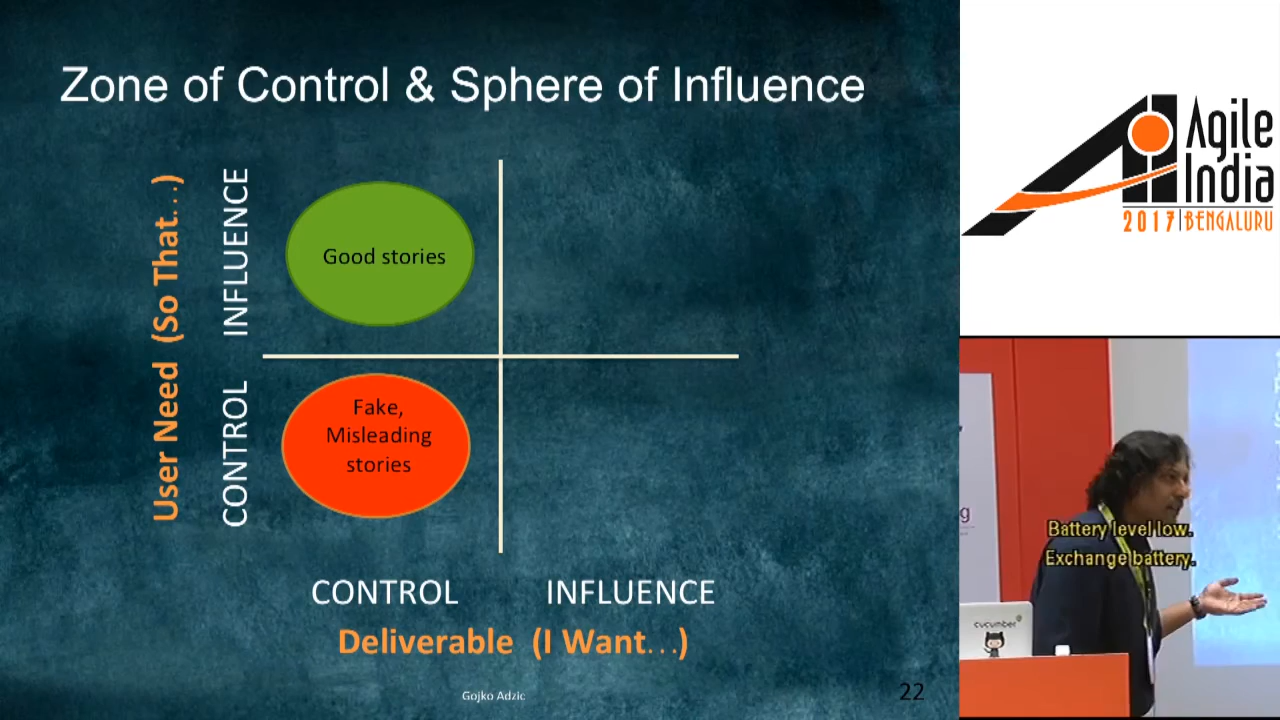 Zone of Control & Sphere of Influence
User Need (So That...)
INFLUENCE
CONTROL
Good stories
Fake,
Misleading
stories
CONTROL
INFLUENCE
Deliverable (I Want...)
Gojko Adzic
22
Agile
India
2017 | BENGALURU
g
Battery level low.
Exchange battery.
cucumber